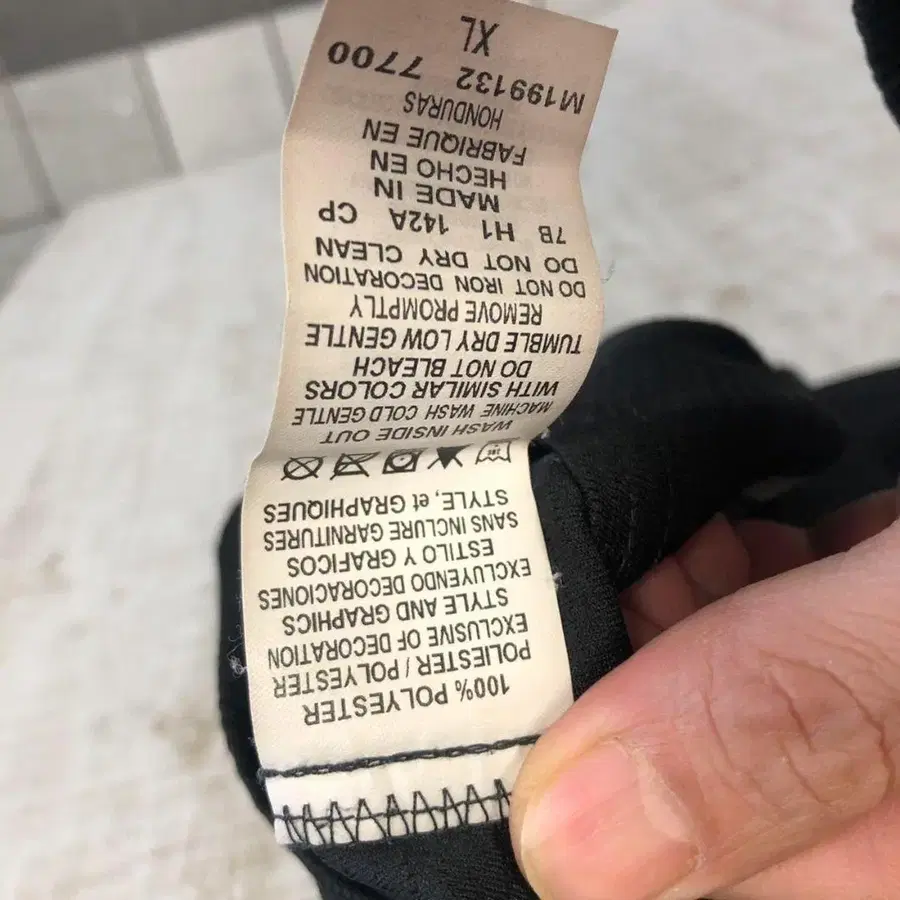 100% POLYESTER
POLIESTER / POLYESTER
EXCLUSIVE OF DECORATION
STYLE AND GRAPHICS
EXCLUYENDO DECORACIONES
ESTILO Y GRAFICOS
SANS INCLURE GARNITURES
STYLE, et GRAPHIQUES
WASH INSIDE OUT
MACHINE WASH COLD GENTLE
WITH SIMILAR COLORS
DO NOT BLEACH
TUMBLE DRY LOW GENTLE
REMOVE PROMPTLY
DO NOT IRON DECORATION
DO NOT DRY CLEAN
7B H1 142A CP
MADE IN
HECHO EN
FABRIQUE EN
HONDURAS
M199132 7700
XL